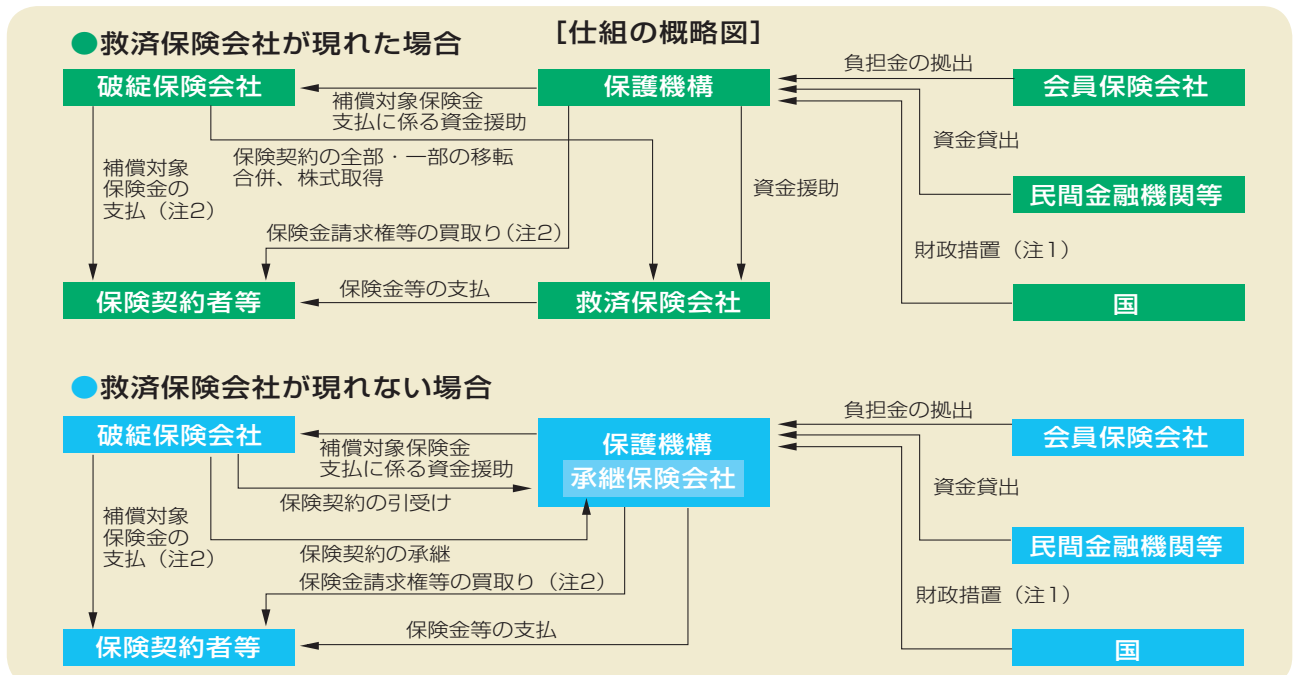 [仕組の概略図]
●救済保険会社が現れた場合
破綻保険会社
保護機構
会員保険会社
負担金の拠出
補償対象保険金
支払に係る資金援助
資金貸出
保険契約の全部・一部の移転
合併、株式取得
補償対象
保険金の
支払（注2）
資金援助
民間金融機関等
保険金請求権等の買取り（注2）
財政措置（注1）
保険契約者等
保険金等の支払
救済保険会社
国
●救済保険会社が現れない場合
破綻保険会社
保護機構
承継保険会社
会員保険会社
負担金の拠出
補償対象保険金
支払に係る資金援助
資金貸出
保険契約の引受け
補償対象
保険金の
支払（注2）
保険契約の承継
民間金融機関等
保険金請求権等の買取り（注2）
財政措置（注1）
保険金等の支払
保険契約者等
国